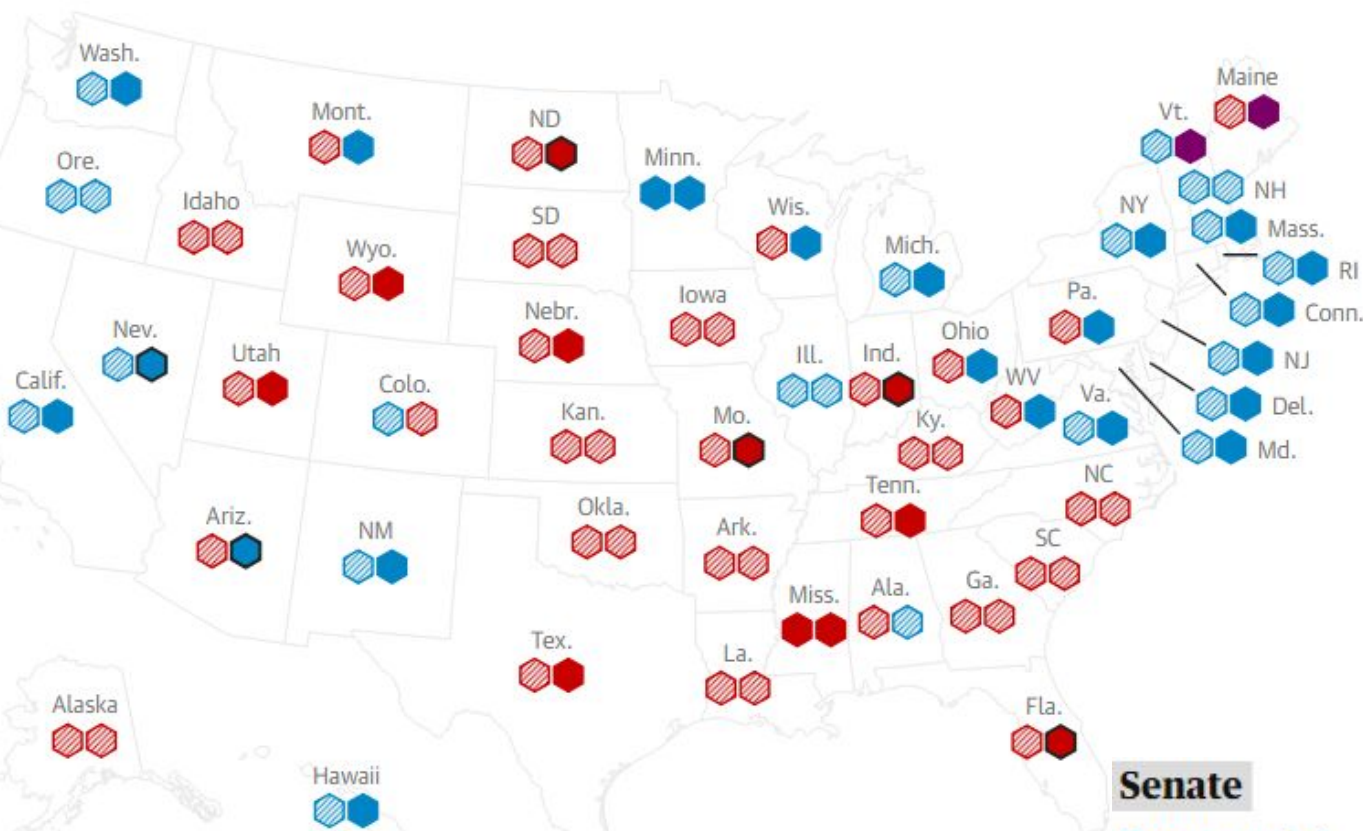 Wash.
Maine
Mont.
ND
Vt.
Ore.
Minn.
Idaho
SD
NH
Wis.
NY
Mass.
Wyo.
Mich.
RI
Iowa
Pa.
Nebr.
Conn.
Nev.
Utah
Ohio
Ill.
Ind.
NJ
Calif.
Colo.
WV
Va.
Del.
Kan.
Mo.
Ky.
Md.
NC
Tenn.
Okla.
Ariz.
NM
Ark.
SC
Miss.
Ala.
Ga.
Tex.
La.
Alaska
Fla.
Hawaii
Senate